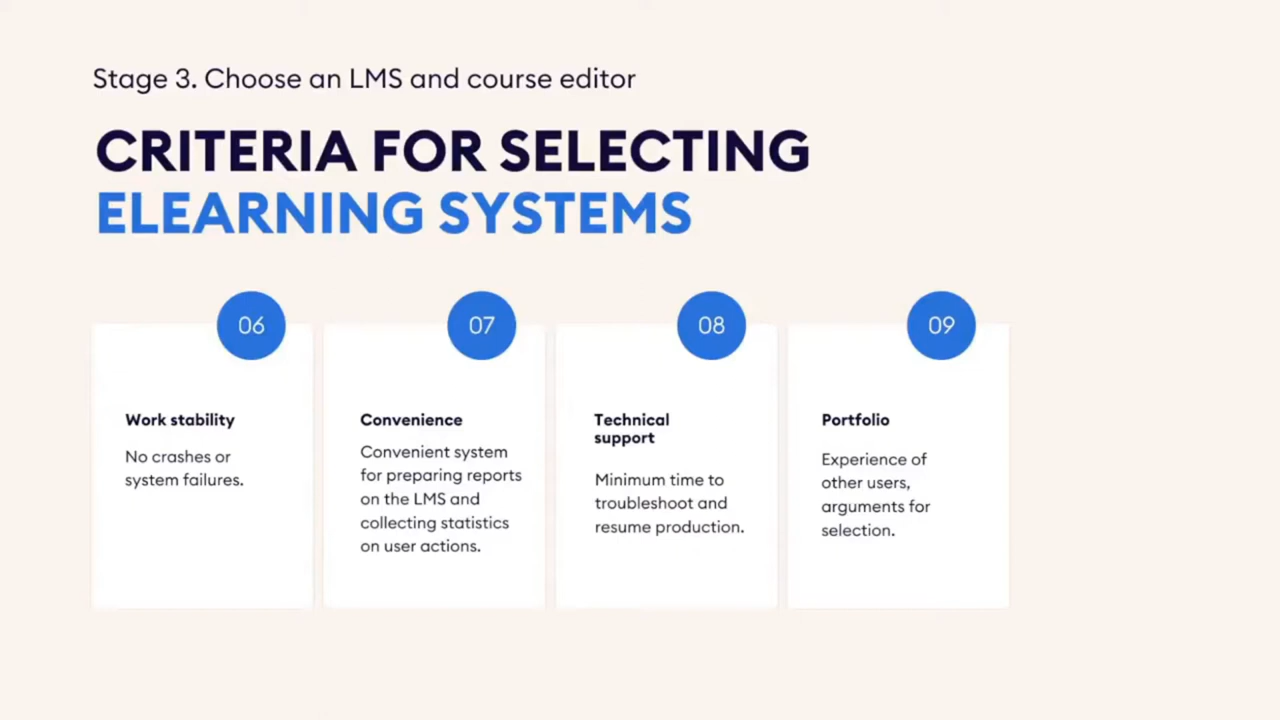 Stage 3. Choose an LMS and course editor
CRITERIA FOR SELECTING
ELEARNING SYSTEMS
06
Work stability
No crashes or
system failures.
07
Convenience
Convenient system
for preparing reports
on the LMS and
collecting statistics
on user actions.
08
Technical
support
Minimum time to
troubleshoot and
resume production.
09
Portfolio
Experience of
other users,
arguments for
selection.